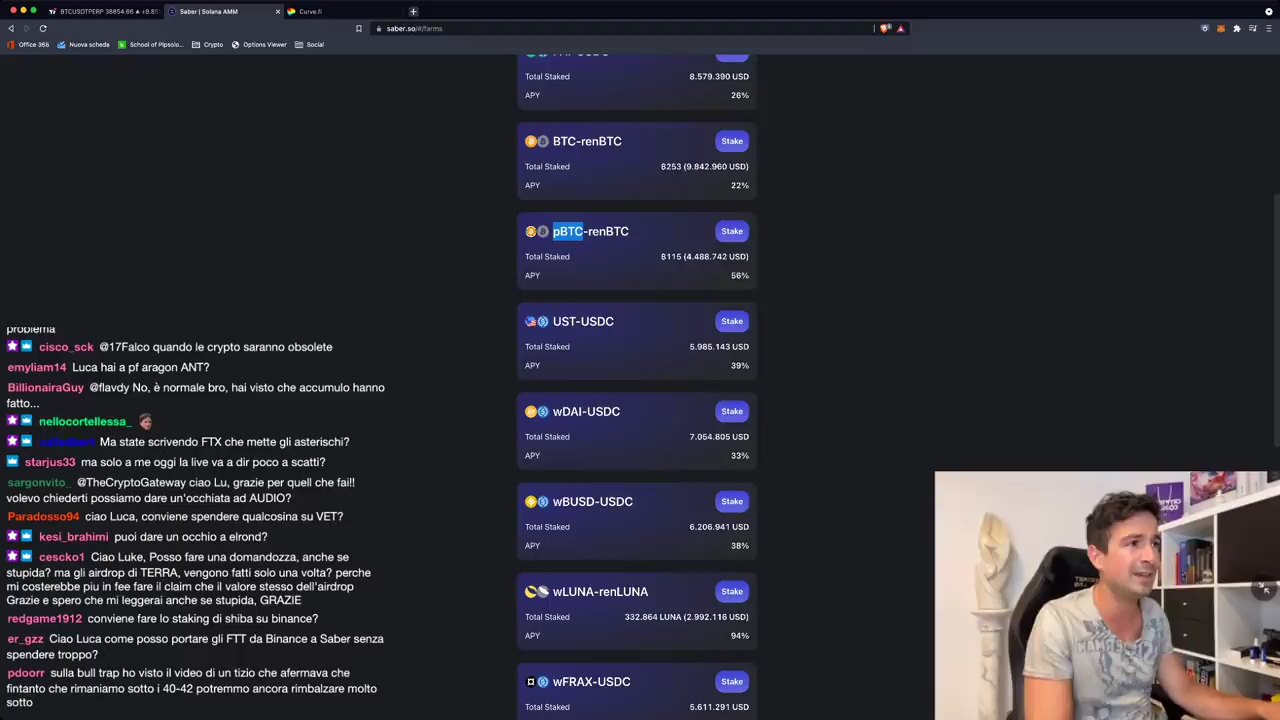 BTCUSDTPERP 38854.66 ▲ +9.85
Saber | Solana AMM
Curve.fi
saber.so/#/farms
Office 365
Nuova scheda
School of Pipsolo...
Crypto
Options Viewer
Social
Total Staked 8.579.390 USD
APY 26%
BTC-renBTC Stake
Total Staked ₿253 (9.842.960 USD)
APY 22%
pBTC-renBTC Stake
Total Staked ₿115 (4.488.742 USD)
APY 56%
UST-USDC Stake
Total Staked 5.985.143 USD
APY 39%
wDAI-USDC Stake
Total Staked 7.054.805 USD
APY 33%
wBUSD-USDC Stake
Total Staked 6.206.941 USD
APY 38%
wLUNA-renLUNA Stake
Total Staked 332.864 LUNA (2.992.116 USD)
APY 94%
wFRAX-USDC Stake
Total Staked 5.611.291 USD
problema
cisco_sck @17Falco quando le crypto saranno obsolete
emyliam14 Luca hai a pf aragon ANT?
BillionairaGuy @flavdy No, è normale bro, hai visto che accumulo hanno
fatto...
nellocortellessa_
Ma state scrivendo FTX che mette gli asterischi?
starjus33 ma solo a me oggi la live va a dir poco a scatti?
sargonvito_ @TheCryptoGateway ciao Lu, grazie per quell che fai!!
volevo chiederti possiamo dare un'occhiata ad AUDIO?
Paradosso94 ciao Luca, conviene spendere qualcosina su VET?
kesi_brahimi puoi dare un occhio a elrond?
cescko1 Ciao Luke, Posso fare una domandozza, anche se
stupida? ma gli airdrop di TERRA, vengono fatti solo una volta? perche
mi costerebbe piu in fee fare il claim che il valore stesso dell'airdrop
Grazie e spero che mi leggerai anche se stupida, GRAZIE
redgame1912 conviene fare lo staking di shiba su binance?
er_gzz Ciao Luca come posso portare gli FTT da Binance a Saber senza
spendere troppo?
pdoorr sulla bull trap ho visto il video di un tizio che afermava che
fintanto che rimaniamo sotto i 40-42 potremmo ancora rimbalzare molto
sotto